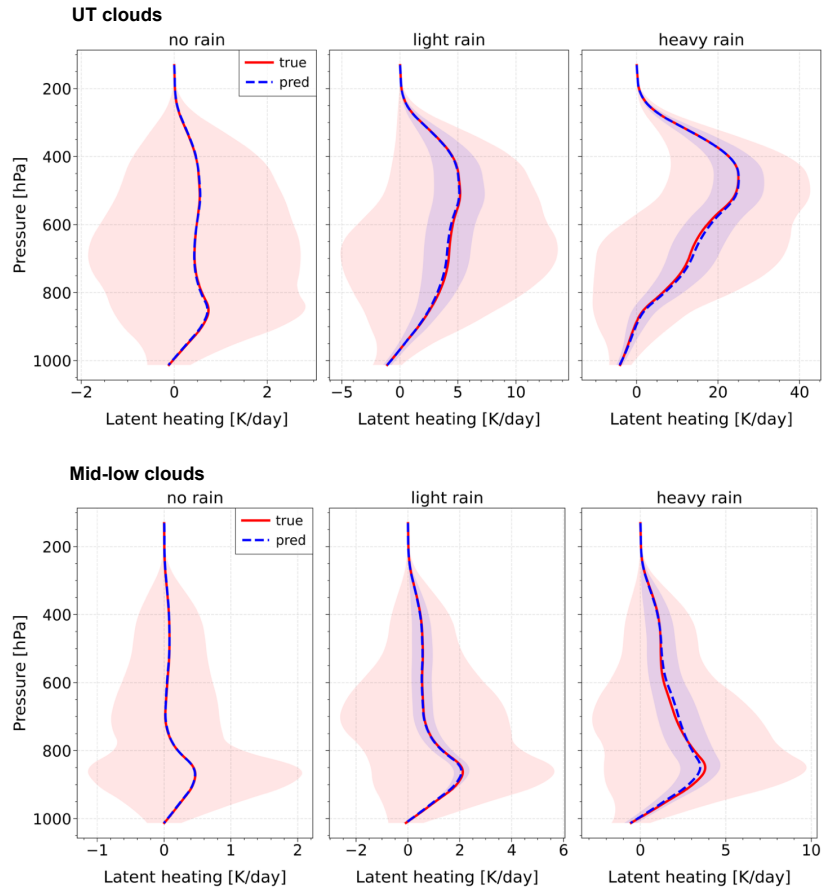 UT clouds
no rain
light rain
heavy rain
true
pred
Pressure [hPa]
200
400
600
800
1000
−2
0
2
−5
0
5
10
0
20
40
Latent heating [K/day]
Latent heating [K/day]
Latent heating [K/day]
Mid-low clouds
no rain
light rain
heavy rain
true
pred
Pressure [hPa]
200
400
600
800
1000
−1
0
1
2
0
2
4
6
0
5
10
Latent heating [K/day]
Latent heating [K/day]
Latent heating [K/day]